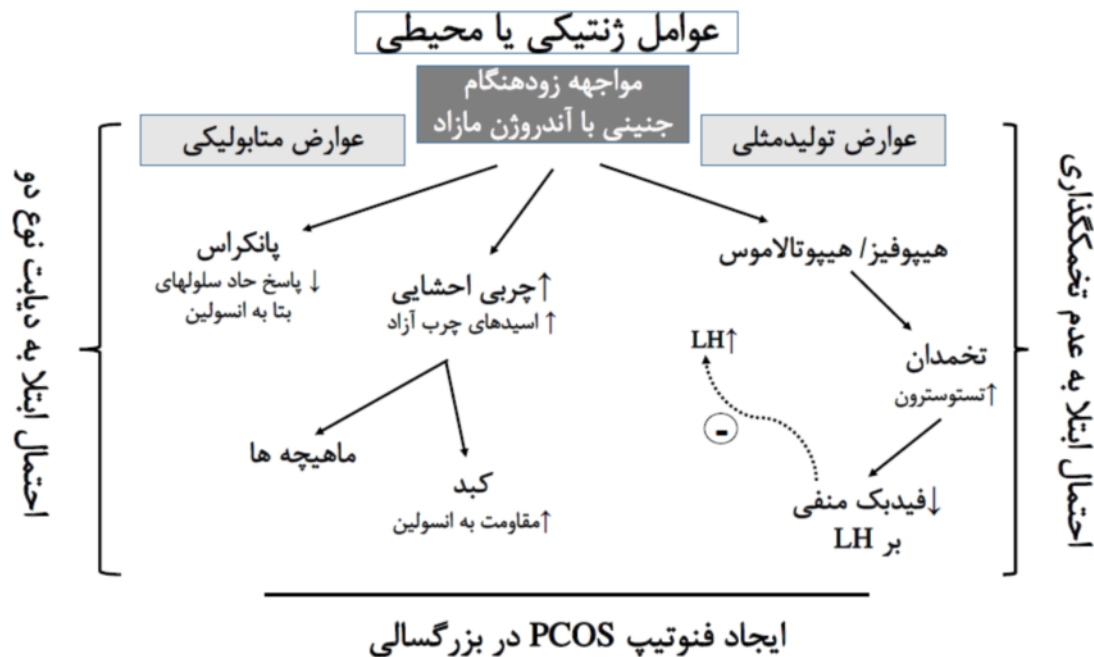 عوامل ژنتیکی یا محیطی
مواجهه زودهنگام
جنینی با آندروژن مازاد
عوارض تولیدمثلی
عوارض متابولیکی
احتمال ابتلا به عدم تخمکگذاری
هیپوفیز/ هیپوتالاموس
تخمدان
↑تستوسترون
↓فیدبک منفی
بر LH
LH↑
-
↑چربی احشایی
↑ اسیدهای چرب آزاد
کبد
↑مقاومت به انسولین
ماهیچه ها
پانکراس
↓ پاسخ حاد سلولهای
بتا به انسولین
احتمال ابتلا به دیابت نوع دو
ایجاد فنوتیپ PCOS در بزرگسالی